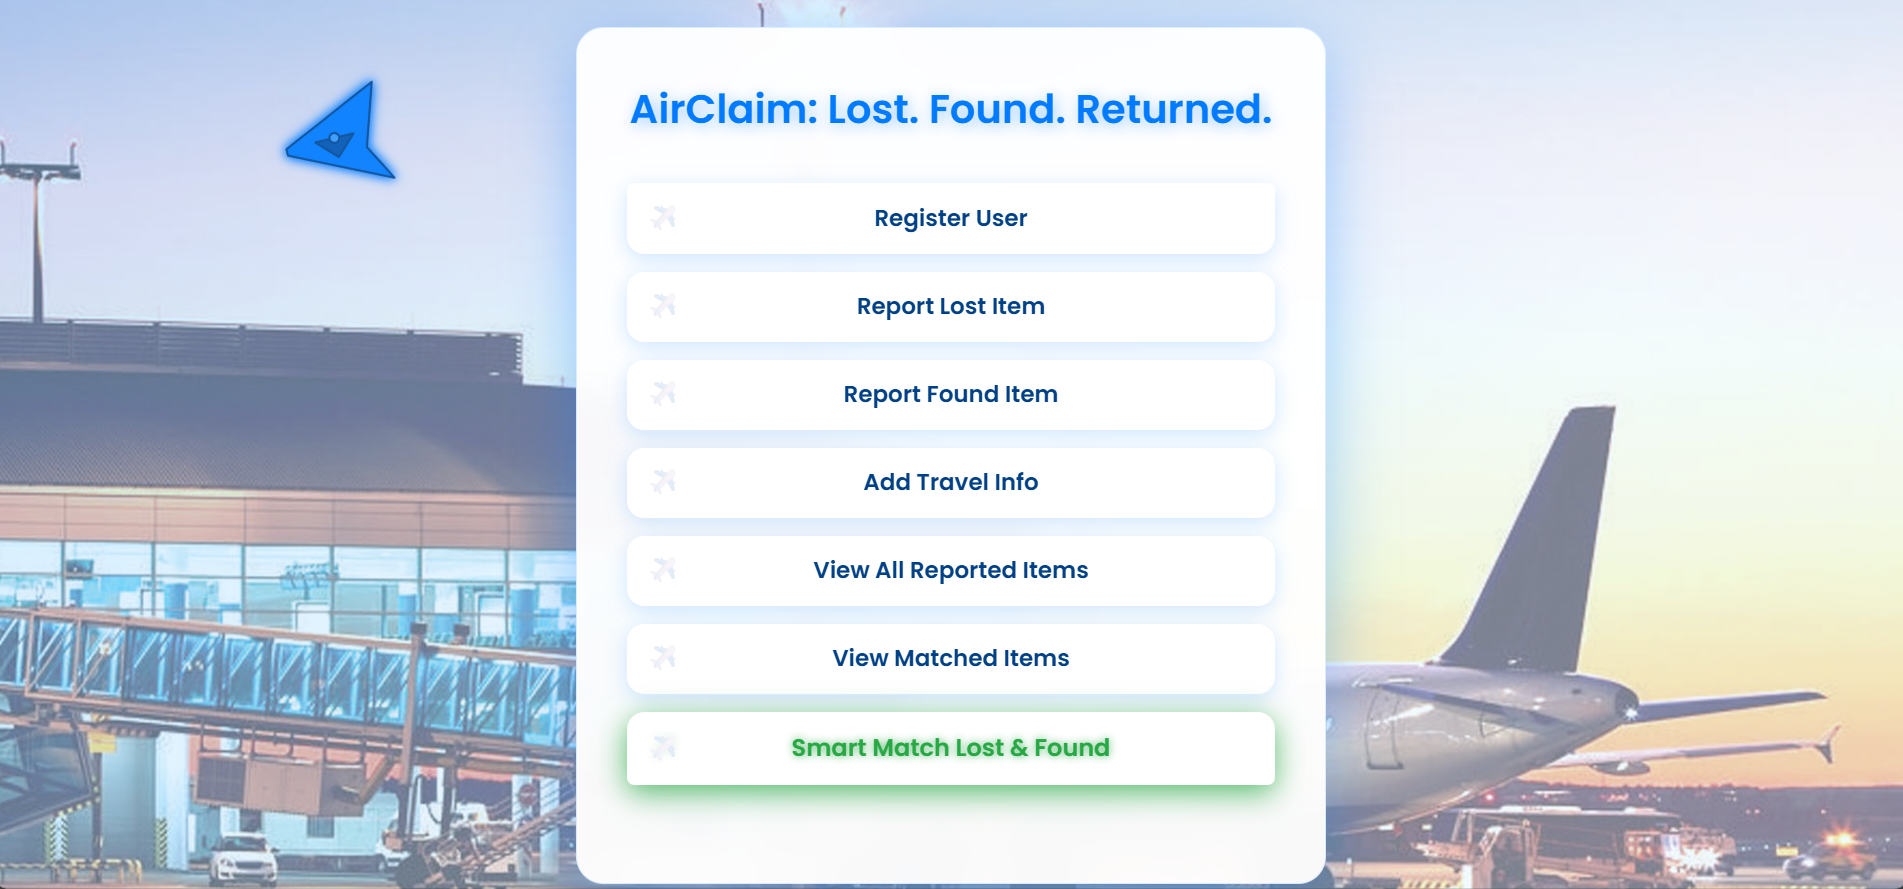 AirClaim: Lost. Found. Returned.
Register User
Report Lost Item
Report Found Item
Add Travel Info
View All Reported Items
View Matched Items
Smart Match Lost & Found